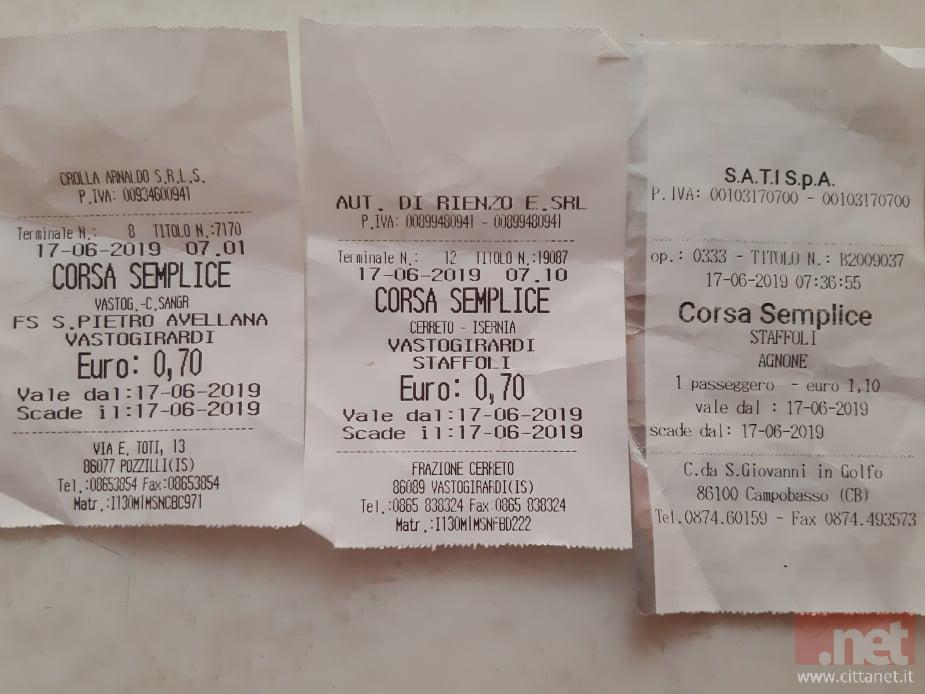 CROLLA ARNALDO S.R.L.S.
P.IVA: 00934600941
Terminale N.: 8 TITOLO N.:7170
17-06-2019 07.01
CORSA SEMPLICE
VASTOG.-C.SANGR
FS S.PIETRO AVELLANA
VASTOGIRARDI
Euro: 0,70
Vale dal:17-06-2019
Scade il:17-06-2019
VIA E. TOTI, 13
86077 POZZILLI(IS)
Tel.:08653854 Fax:08653854
Matr.:I130M1MSNCBC971
AUT. DI RIENZO E.SRL
P.IVA: 00899480941 - 00899480941
Terminale N.: 12 TITOLO N.:19087
17-06-2019 07.10
CORSA SEMPLICE
CERRETO - ISERNIA
VASTOGIRARDI
STAFFOLI
Euro: 0,70
Vale dal:17-06-2019
Scade il:17-06-2019
FRAZIONE CERRETO
86089 VASTOGIRARDI(IS)
Tel.:0865 838324 Fax:0865 838324
Matr.:I130M1MSNFBD222
S.A.T.I S.p.A.
P.IVA: 00103170700 - 00103170700
op.: 0333 - TITOLO N.: B2009037
17-06-2019 07:36:55
Corsa Semplice
STAFFOLI
AGNONE
1 passeggero - euro 1,10
vale dal : 17-06-2019
scade dal: 17-06-2019
C.da S.Giovanni in Golfo
86100 Campobasso (CB)
Tel.0874.60159 - Fax 0874.493573
.net
www.cittanet.it